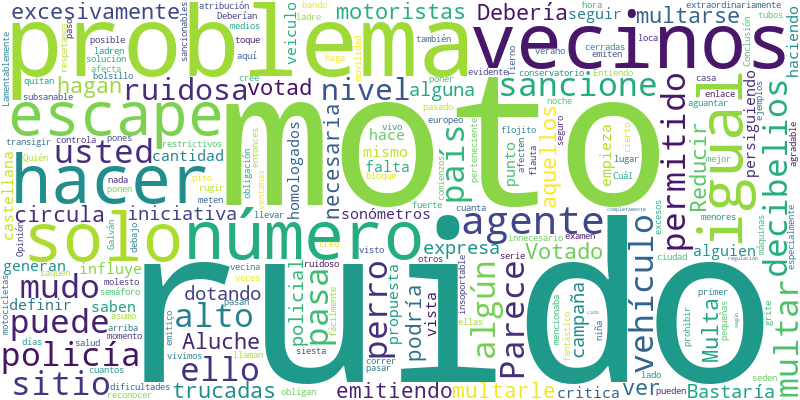 excesivamente
motoristas
Debería
seguir
multarse
extraordinariamente
problema
vecinos
ruidosa
votad
nivel
alguna
hagan
sancione
haciendo
escape
moto
país
permitido
igual
usted
cantidad
hace
mismo
falta
punto
aquellos
Reducir
persiguiendo
decibelios
hacer
necesaria
homologados
castellana
circula
iniciativa
sonómetros
agente
alguien
solo
número
expresa
Votado
vehículo
generan
influye
ruido
mudo
definir
saben
dotando
policial
pasa
perro
propuesta
podría
vista
algún
Parece
campaña
Multa
multar
puede
alto
Aluche
policía
ello
sitio
trucadas
emitiendo
multarle
critica
ver
Bastaría
Lamentablemente
respetan
paso
sancionables
atribución
Deberían
medios
ladre
bando
ladren
posible
solución
afecta
toque
aquí
quitan
bolsillo
cree
haga
movilidad
también
veículo
poner
hora
cerradas
emiten
verano
tierno
loca
conservatorio
Entiendo
evidente
Conclusión
tubos
casa
enlace
aguantar
ejemplos
mejor
agradable
subsanable
transigir
controla
pones
restrictivos
Quién
nada
ponen
piso
rugir
meten
obligación
entonces
ventanas
vivo
bloque
europeo
pasado
comienzos
perteneciente
flojito
afecten
flauta
seguro
noche
empieza
lugar
cierto
Cuál
Opinión
Galván
debajo
llevar
creo
visto
fuerte
cuanta
otros
innecesario
examen
completamente
excesos
menores
máquinas
especialmente
ciudad
regulación
motocicletas
saquen
semáforo
molesto
asumo
arriba
momento
días
salud
vivimos
cuantos
reconocer
dificultades
emitiço
vecina
veces
pasan
fácilmente
llaman
obligan
ruidoso
siesta
correr
pasar
ellas
insoportable
serie
mencionaba
fantástico
cada
niña
según
prohibir
primer
pequeñas
grite
lado
pueden
seden